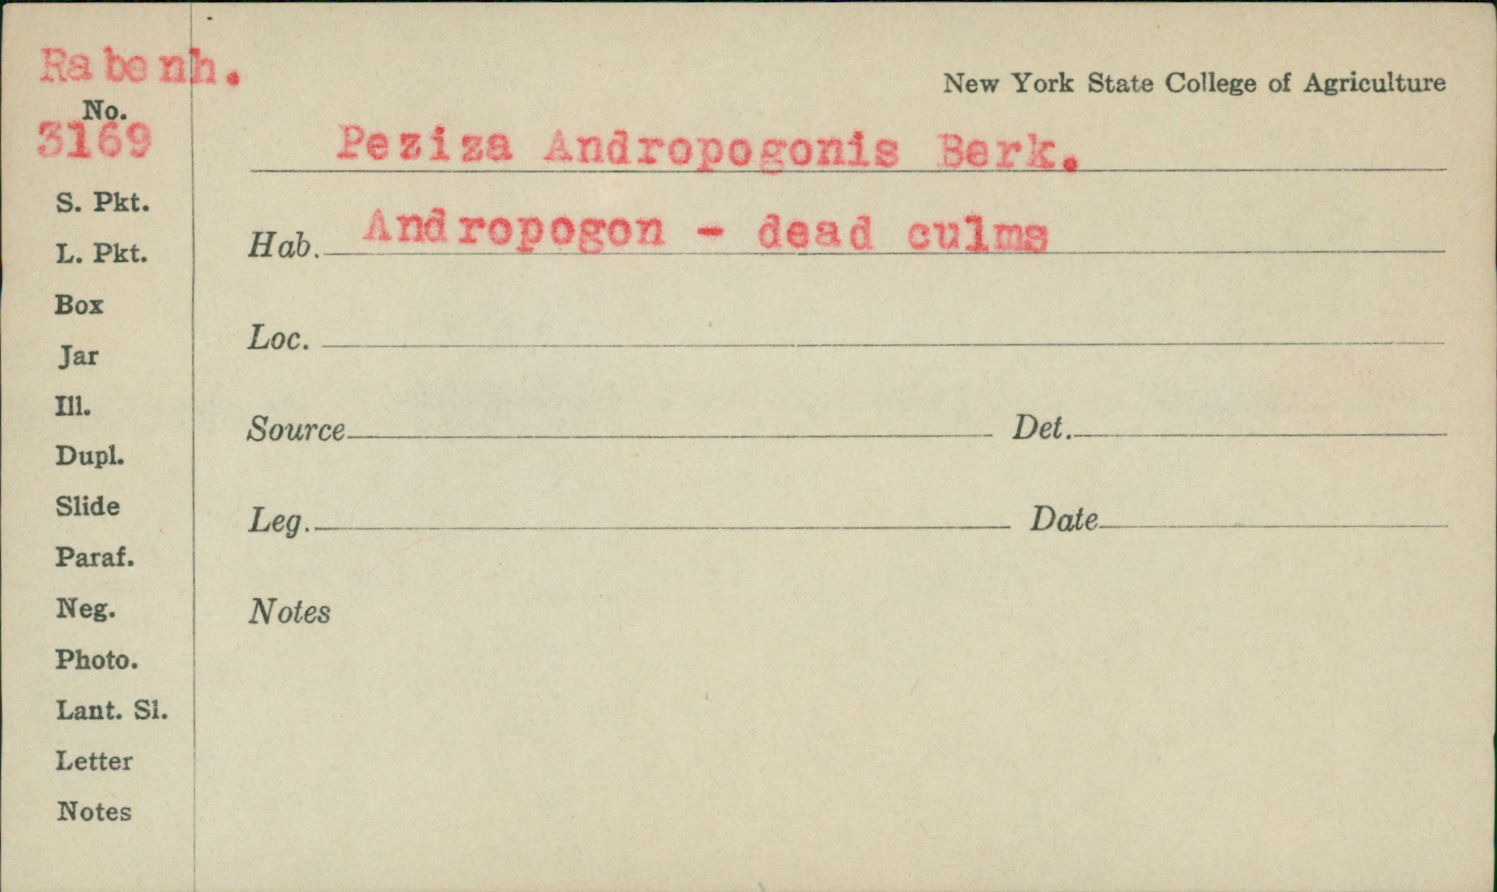 Rabenh.
New York State College of Agriculture
No.
3169
Peziza Andropogonis Berk.
S. Pkt.
Hab. Andropogon - dead culms
L. Pkt.
Box
Loc.
Jar
Ill.
Source Det.
Dupl.
Slide
Leg. Date
Paraf.
Neg.
Notes
Photo.
Lant. Sl.
Letter
Notes